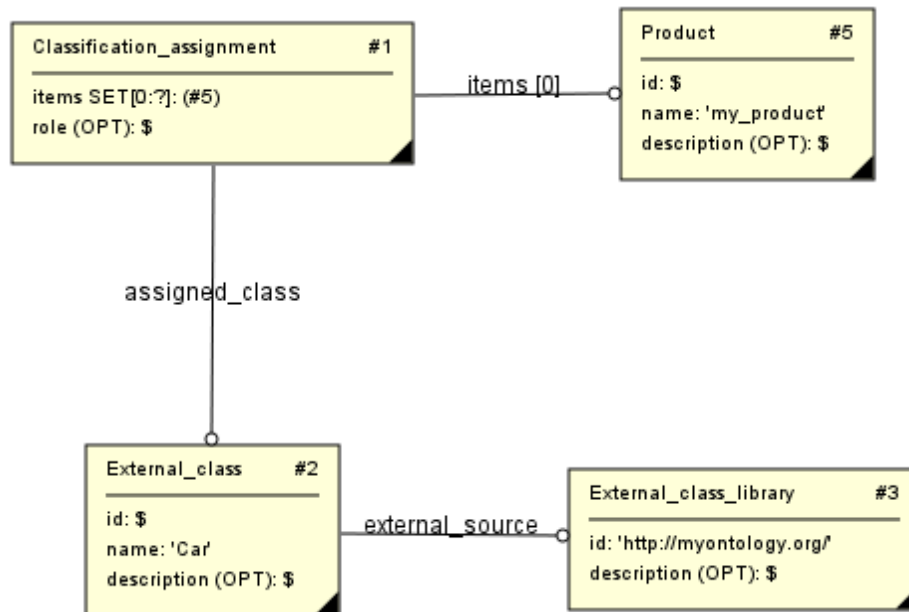 Classification_assignment #1
items SET[0:?]: (#5)
role (OPT): $
items [0]
Product #5
id: $
name: 'my_product'
description (OPT): $
assigned_class
External_class #2
id: $
name: 'Car'
description (OPT): $
external_source
External_class_library #3
id: 'http://myontology.org/'
description (OPT): $